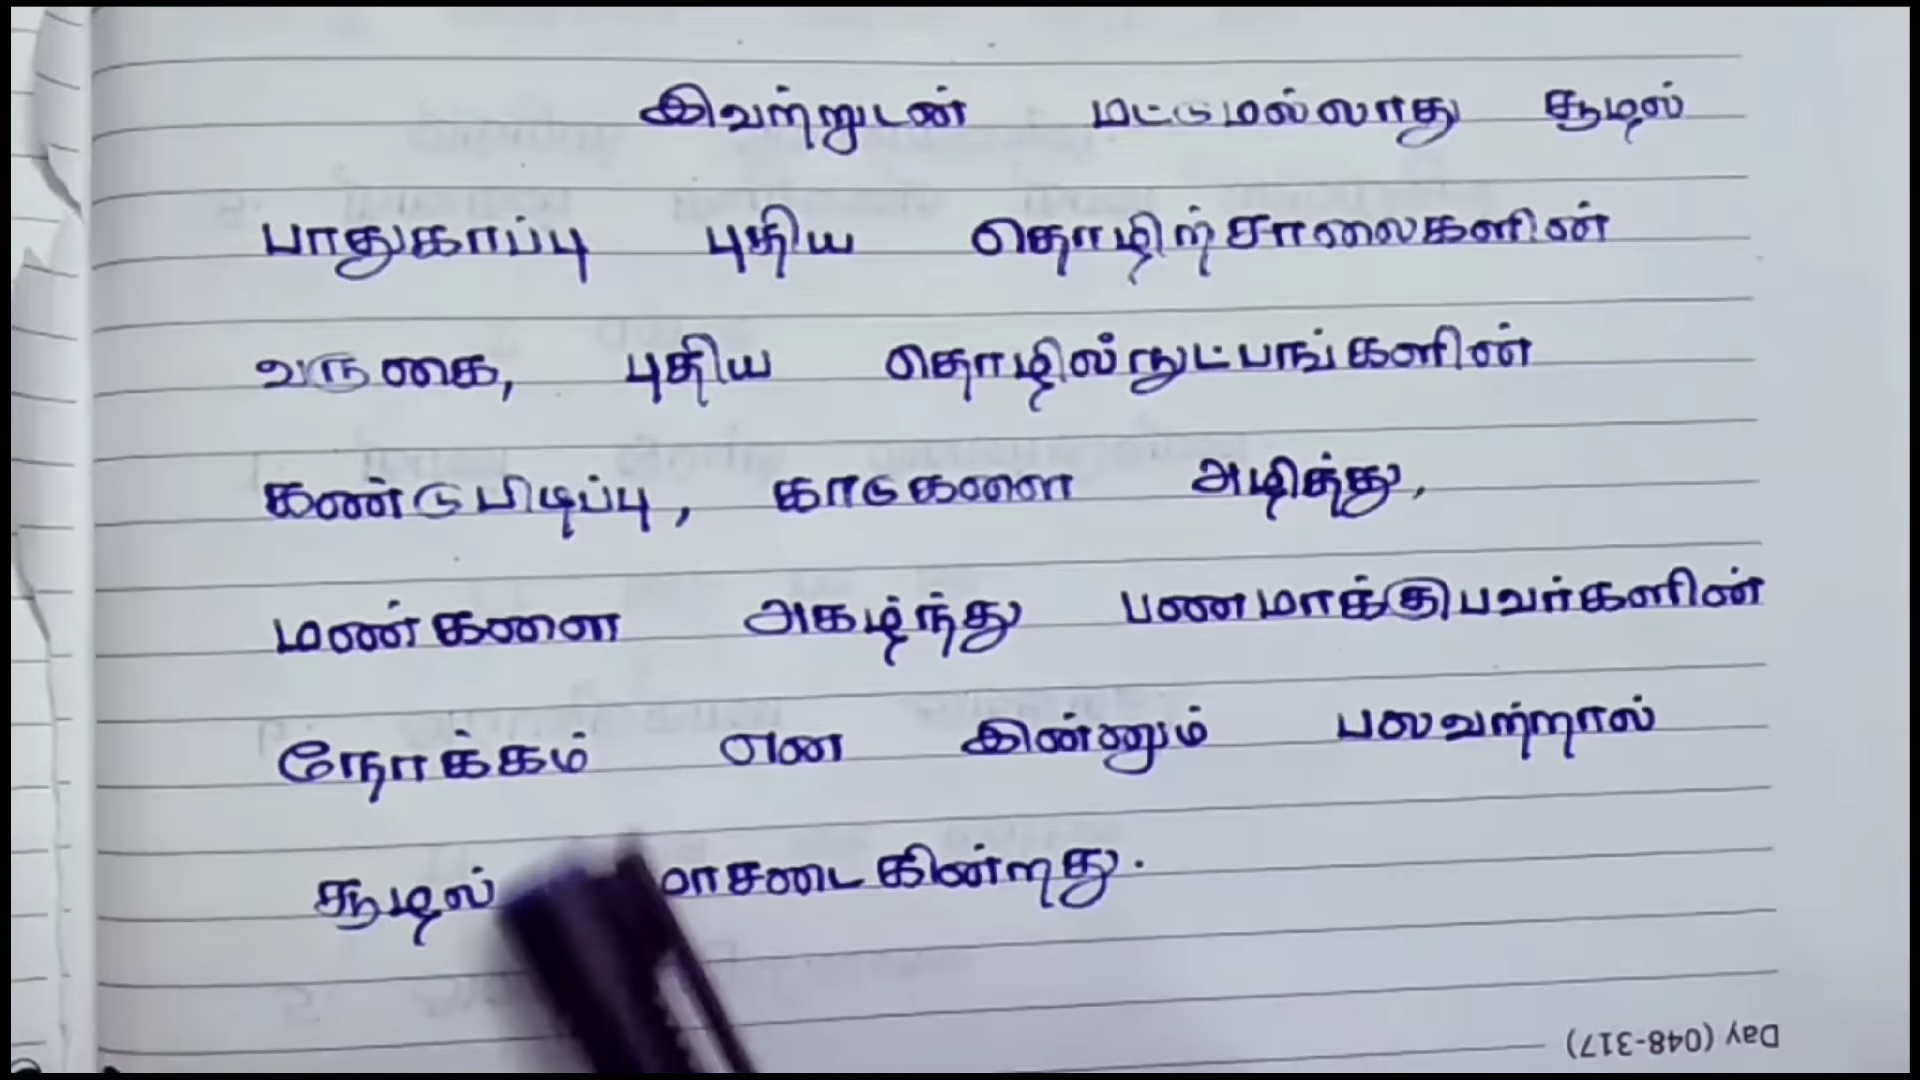 இவற்றுடன் மட்டுமல்லாது சூழல்
பாதுகாப்பு புதிய தொழிற்சாலைகளின்
வருகை, புதிய தொழில்நுட்பங்களின்
கண்டுபிடிப்பு, காடுகளை அழித்து,
மண்களை அகழ்ந்து பணமாக்குபவர்களின்
நோக்கம் என இன்னும் பலவற்றால்
சூழல் மாசடைகின்றது.
Day (048-317)